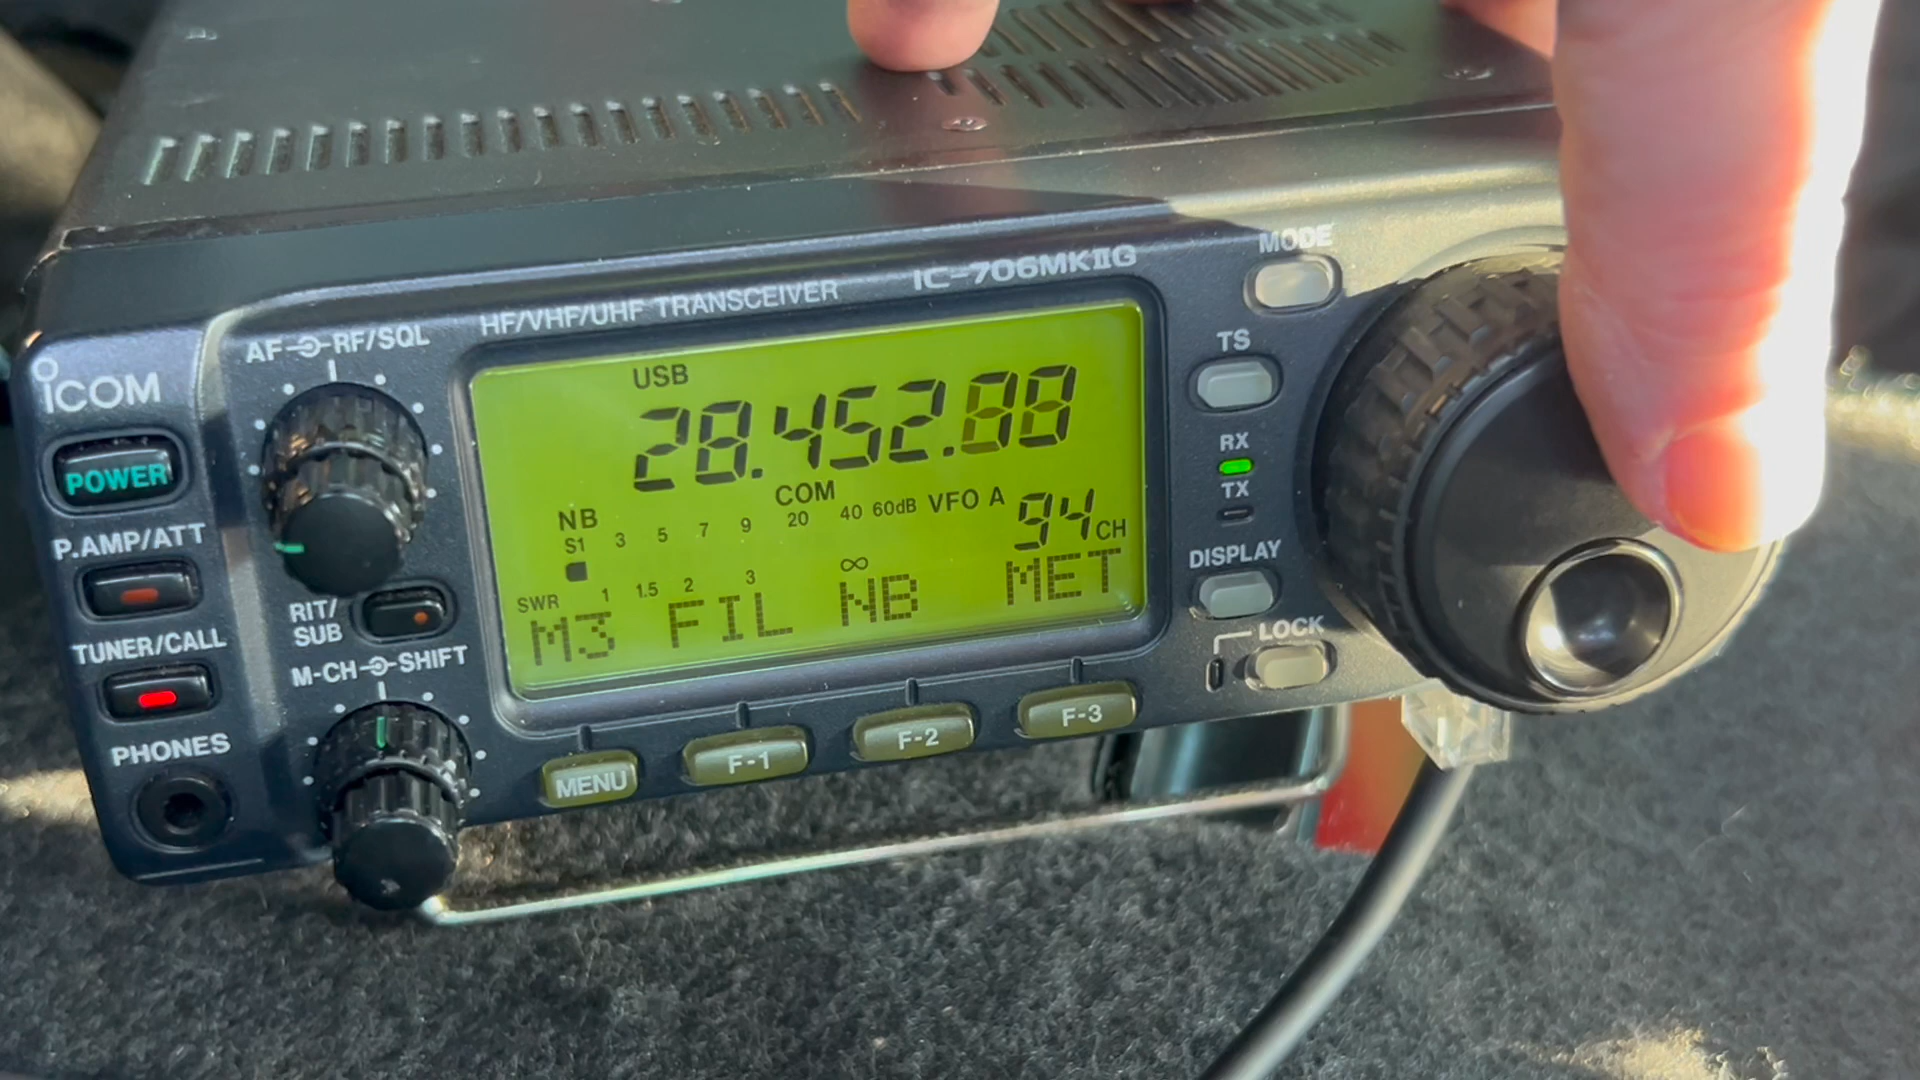 MODE
HF/VHF/UHF TRANSCEIVER IC-706MKIIG
AF RF/SQL
ICOM
POWER
P.AMP/ATT
RIT/
SUB
TUNER/CALL
M-CH SHIFT
PHONES
USB
28.452.
NB
COM
VFO A
94CH
S1 3 5 7 9 20 40 60dB
SWR 1 1.5 2 3 ∞
M3 FIL NB MET
MENU F-1 F-2 F-3
TS
RX
TX
DISPLAY
LOCK